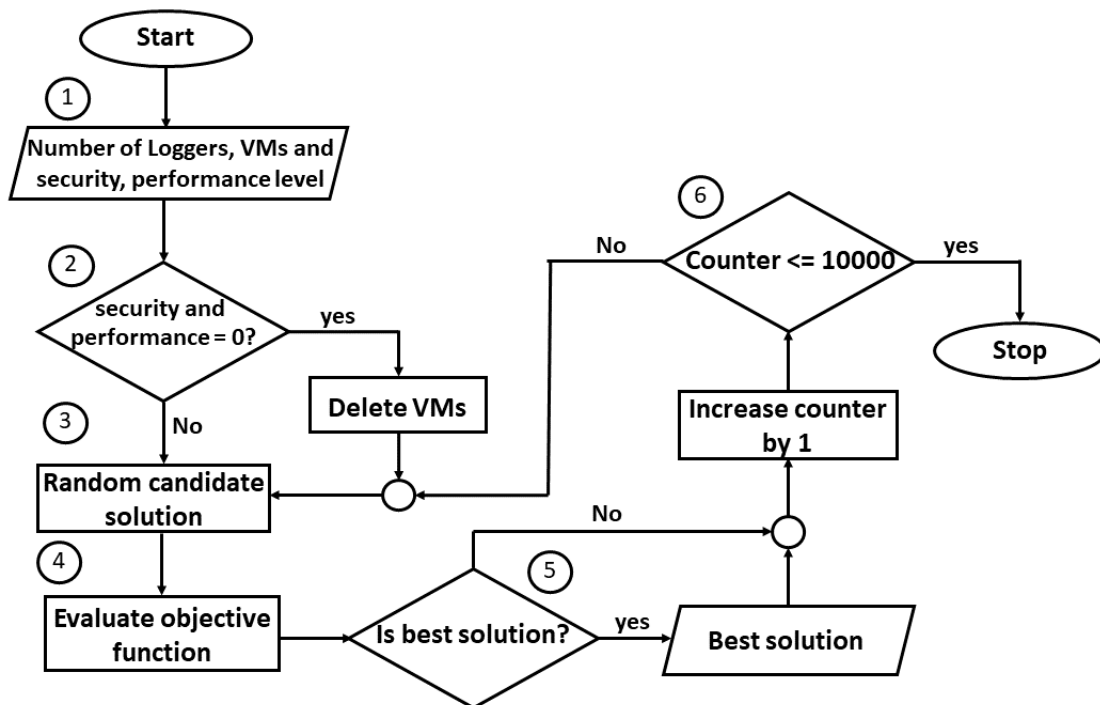 Start
1
Number of Loggers, VMs and
security, performance level
2
security and
performance = 0?
yes
Delete VMs
No
3
Random candidate
solution
4
Evaluate objective
function
5
Is best solution?
No
yes
Best solution
Increase counter
by 1
6
Counter <= 10000
No
yes
Stop